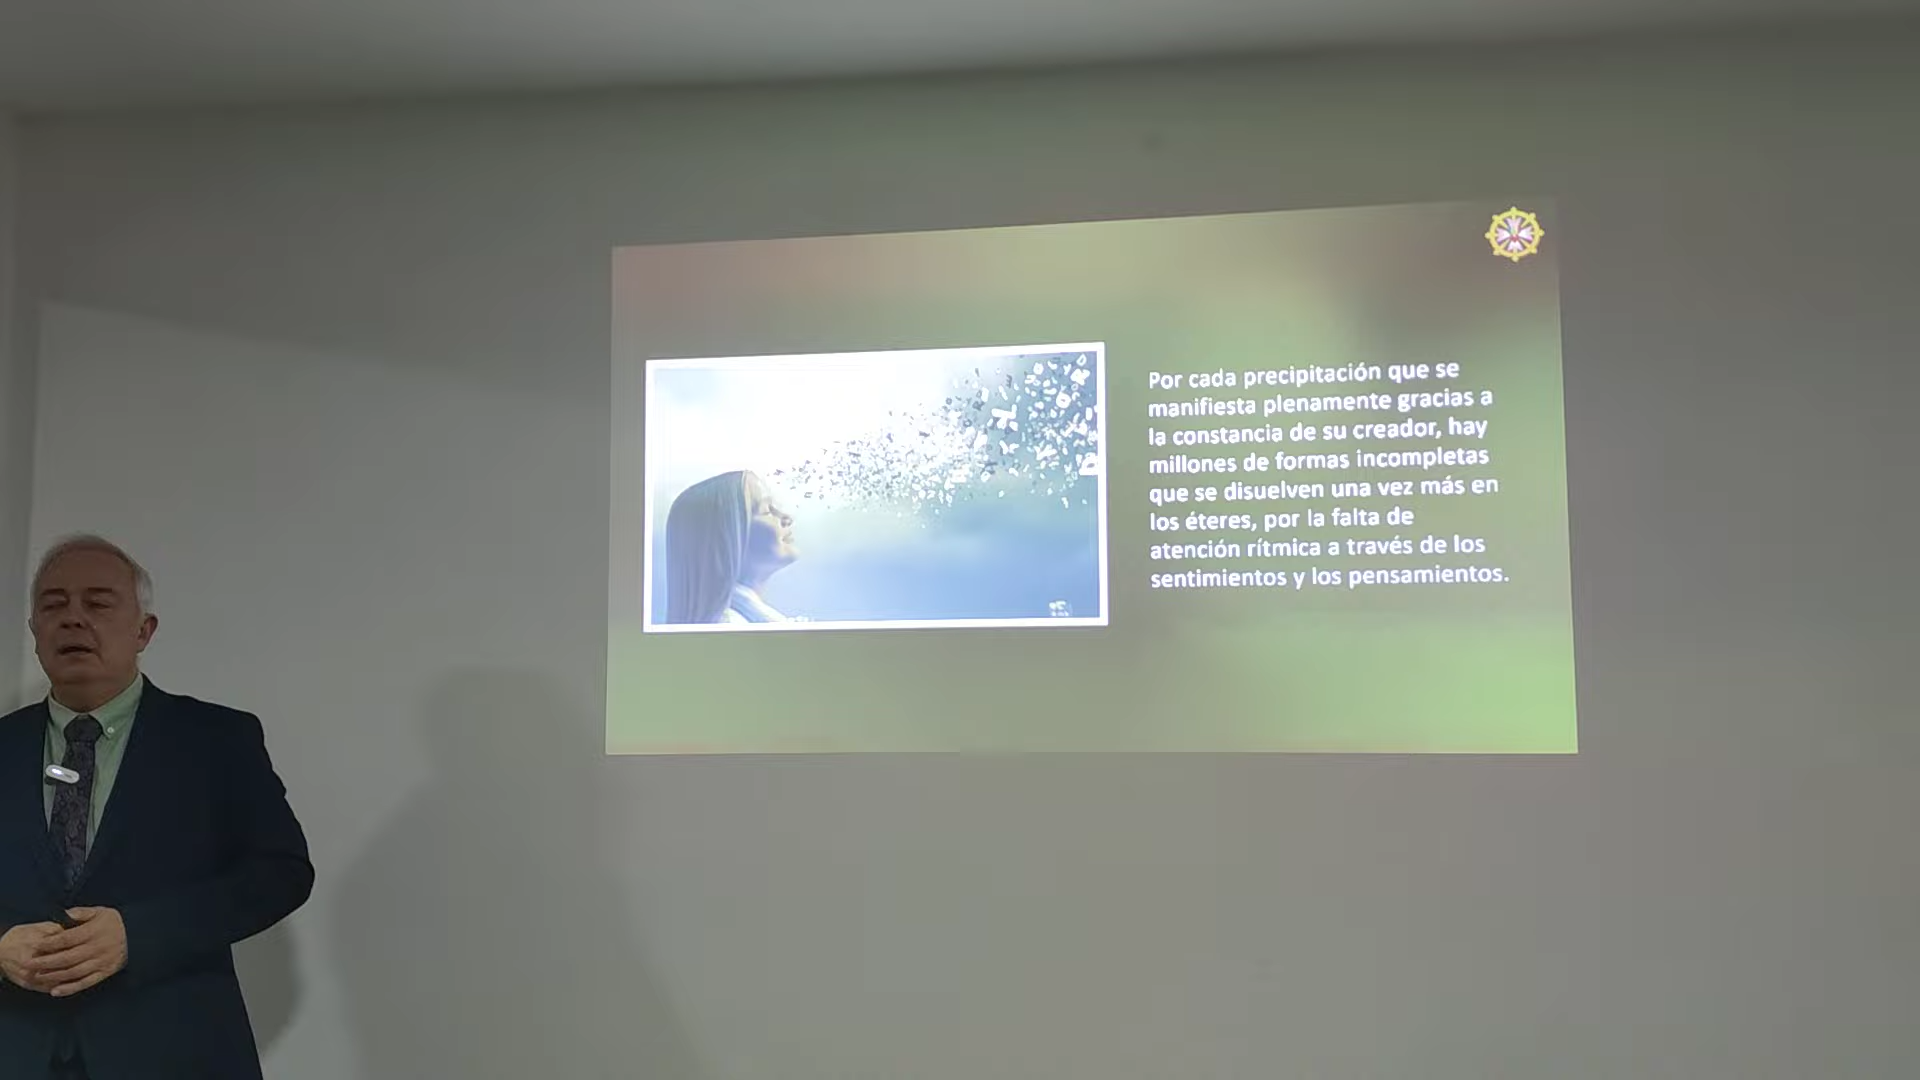 Por cada precipitación que se
manifiesta plenamente gracias a
la constancia de su creador, hay
millones de formas incompletas
que se disuelven una vez más en
los éteres, por la falta de
atención rítmica a través de los
sentimientos y los pensamientos.